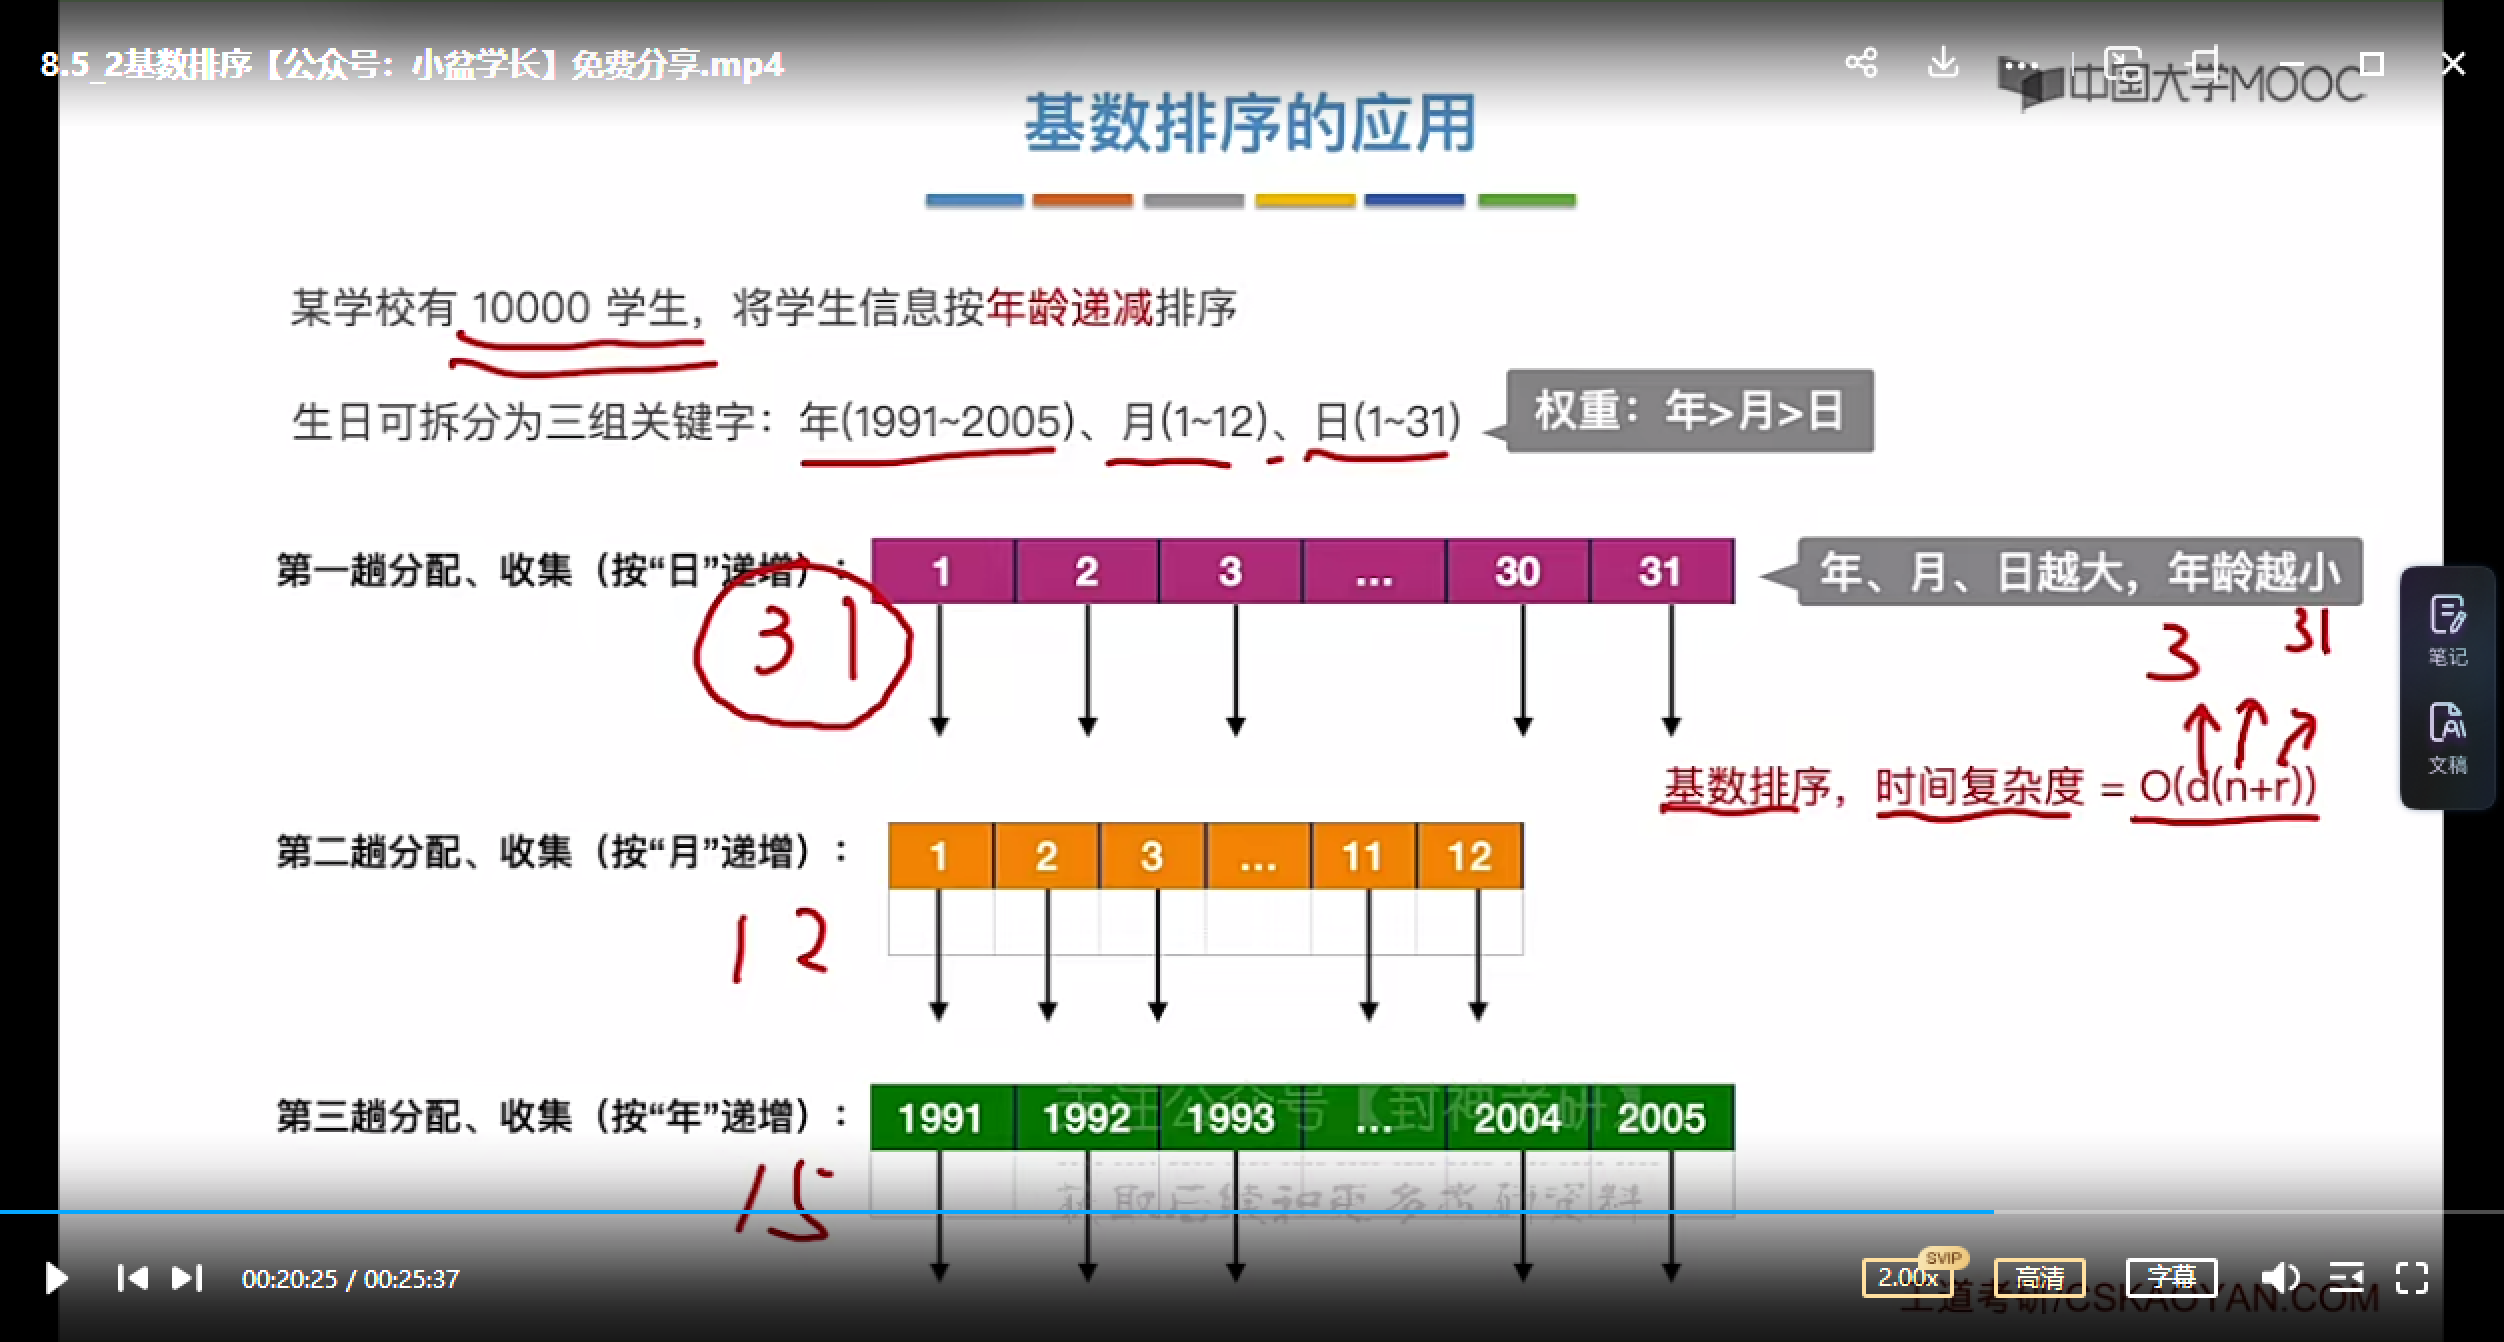 8.5_2基数排序【公众号：小盆学长】免费分享.mp4
中国大学MOOC
基数排序的应用
某学校有 10000 学生，将学生信息按年龄递减排序
生日可拆分为三组关键字：年(1991~2005)、月(1~12)、日(1~31)
权重：年>月>日
第一趟分配、收集（按“日”递增）：
1 2 3 ... 30 31
年、月、日越大，年龄越小
31
3 31
笔记
文稿
基数排序，时间复杂度 = O(d(n+r))
第二趟分配、收集（按“月”递增）：
1 2 3 ... 11 12
12
第三趟分配、收集（按“年”递增）：
1991 1992 1993 ... 2004 2005
关注公众号【封神考研】
15
获取后续和更多考研资料
00:20:25 / 00:25:37
SVIP
2.00x
高清
字幕
王道考研/CSKAOYAN.COM